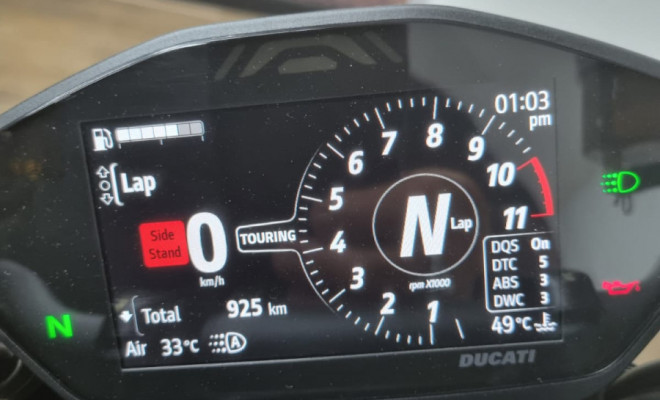 01:03
pm
Lap
Side
Stand
0
km/h
TOURING
N
Lap
rpm X1000
1
2
3
4
5
6
7
8
9
10
11
DQS On
DTC 5
ABS 3
DWC 3
Total 925 km
Air 33°C
A
49°C
N
DUCATI